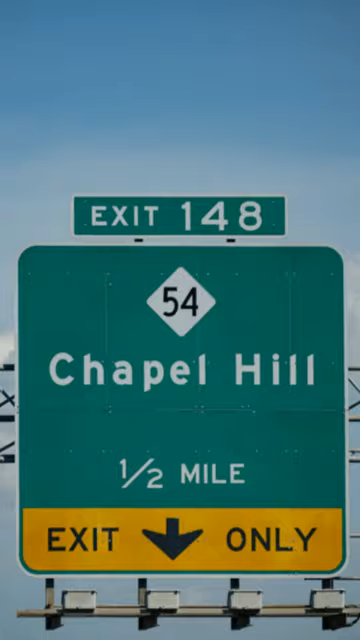 EXIT 148
54
Chapel Hill
1/2 MILE
EXIT ONLY